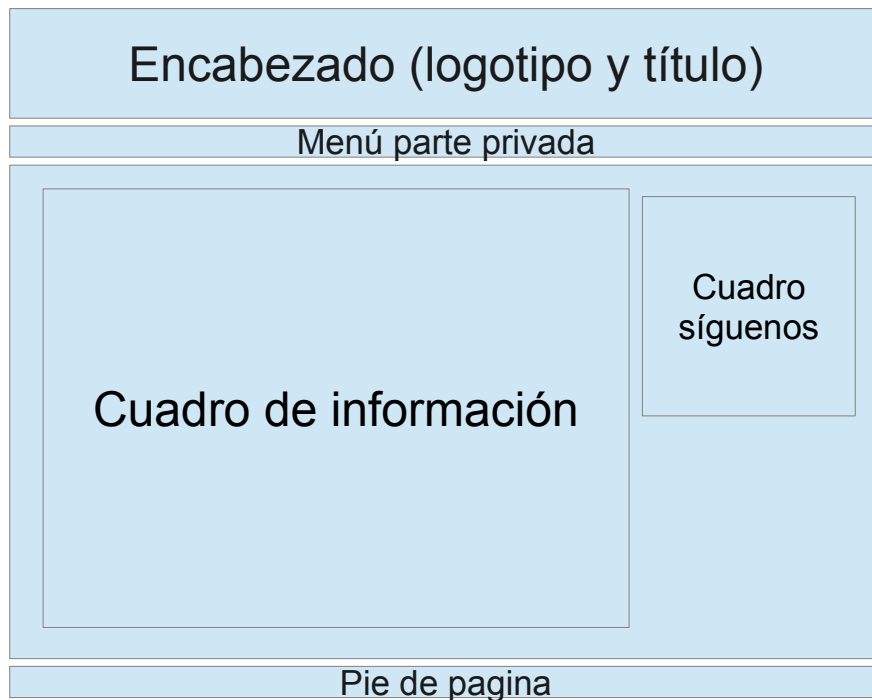 Encabezado (logotipo y título)
Menú parte privada
Cuadro de información
Cuadro
síguenos
Pie de pagina